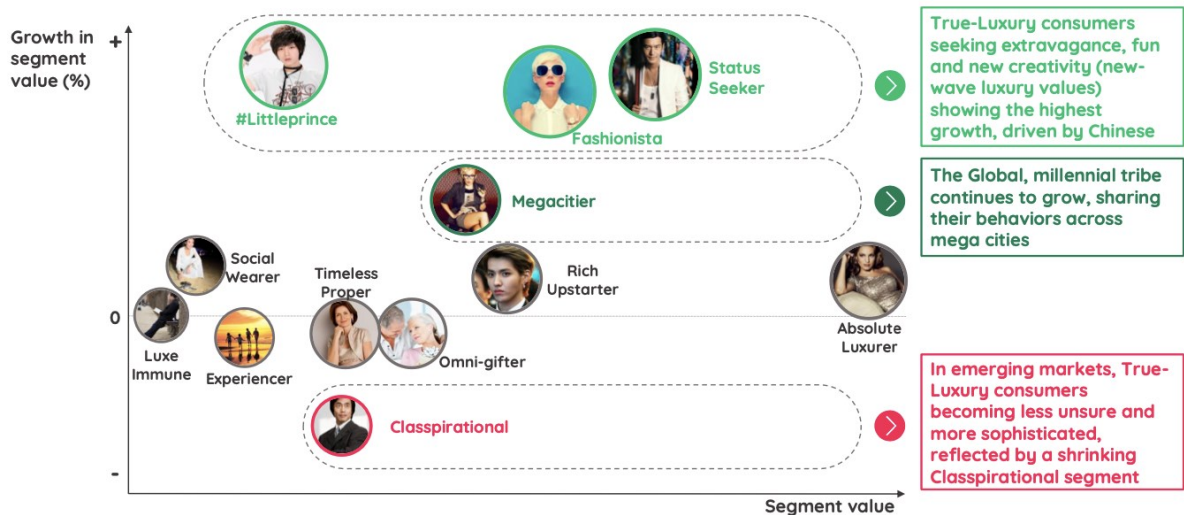 Growth in
segment
value (%)
+
#Littleprince
Fashionista
Status
Seeker
True-Luxury consumers
seeking extravagance, fun
and new creativity (new-
wave luxury values)
showing the highest
growth, driven by Chinese
Megacitier
The Global, millennial tribe
continues to grow, sharing
their behaviors across
mega cities
Social
Wearer
Timeless
Proper
Rich
Upstarter
0
Luxe
Immune
Experiencer
Omni-gifter
Absolute
Luxurer
Classpirational
In emerging markets, True-
Luxury consumers
becoming less unsure and
more sophisticated,
reflected by a shrinking
Classpirational segment
-
Segment value